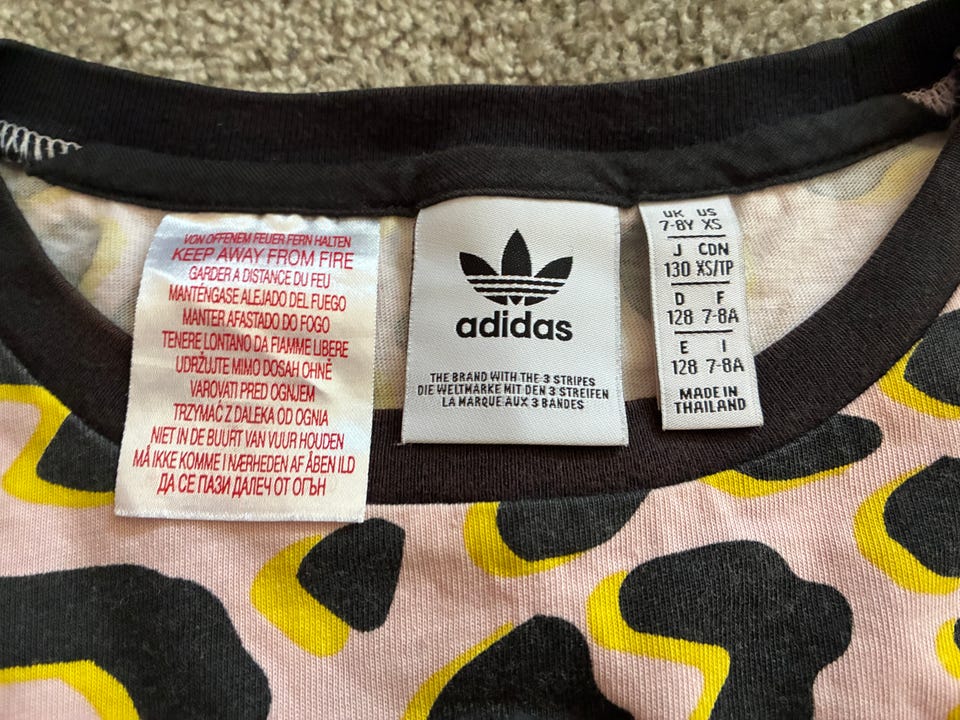 VON OFFENEM FEUER FERN HALTEN
KEEP AWAY FROM FIRE
GARDER A DISTANCE DU FEU
MANTÉNGASE ALEJADO DEL FUEGO
MANTER AFASTADO DO FOGO
TENERE LONTANO DA FIAMME LIBERE
UDRŽUJTE MIMO DOSAH OHNĚ
VAROVATI PRED OGNJEM
TRZYMAĆ Z DALEKA OD OGNIA
NIET IN DE BUURT VAN VUUR HOUDEN
MÅ IKKE KOMME I NÆRHEDEN AF ÅBEN ILD
ДА СЕ ПАЗИ ДАЛЕЧ ОТ ОГЪН
adidas
THE BRAND WITH THE 3 STRIPES
DIE WELTMARKE MIT DEN 3 STREIFEN
LA MARQUE AUX 3 BANDES
UK US
7-8Y XS
J CDN
130 XS/TP
D F
128 7-8A
E I
128 7-8A
MADE IN
THAILAND